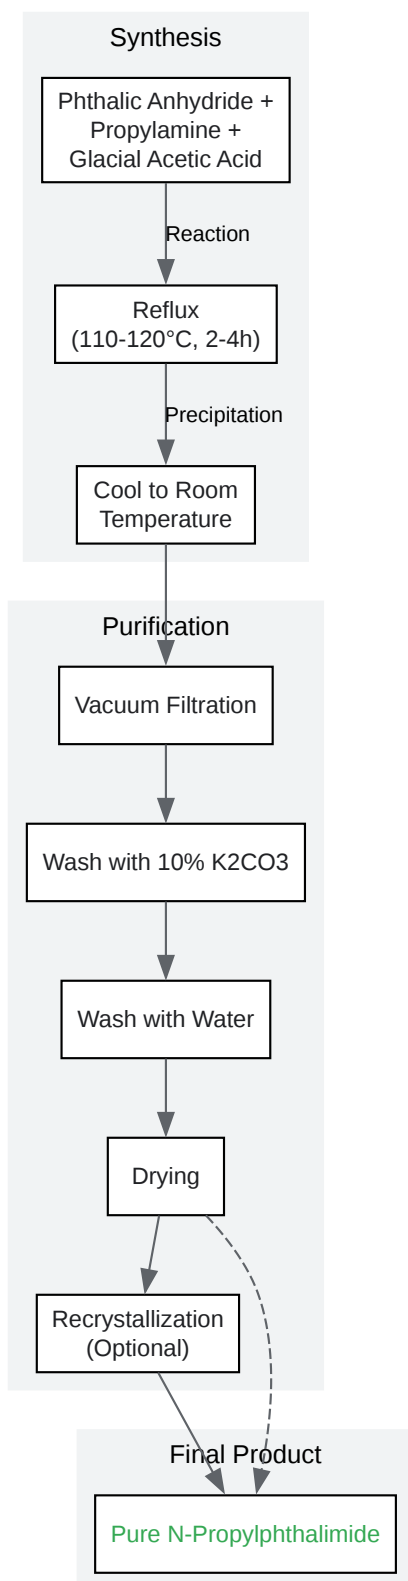 Synthesis
Phthalic Anhydride +
Propylamine +
Glacial Acetic Acid
Reaction
Reflux
(110-120°C, 2-4h)
Precipitation
Cool to Room
Temperature
Purification
Vacuum Filtration
Wash with 10% K2CO3
Wash with Water
Drying
Recrystallization
(Optional)
Final Product
Pure N-Propylphthalimide